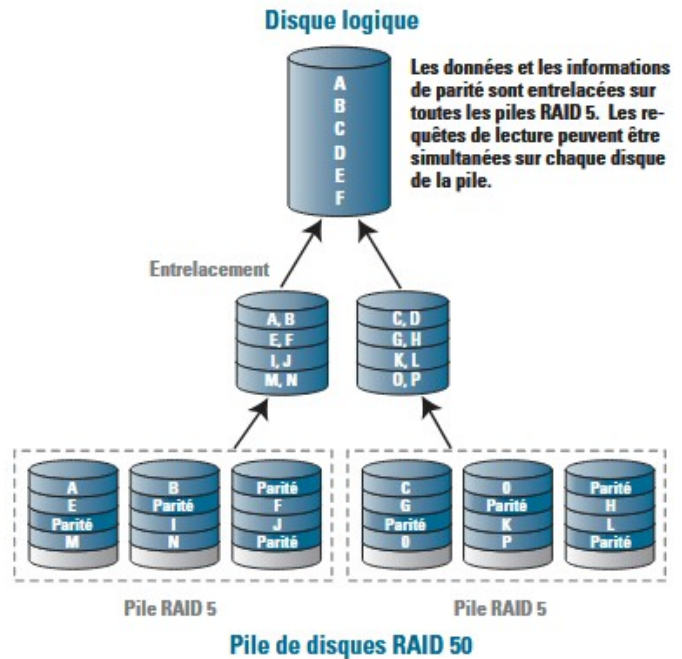 Disque logique
A
B
C
D
E
F
Les données et les informations
de parité sont entrelacées sur
toutes les piles RAID 5. Les re-
quêtes de lecture peuvent être
simultanées sur chaque disque
de la pile.
Entrelacement
A, B
E, F
I, J
M, N
C, D
G, H
K, L
O, P
A
E
Parité
M
B
Parité
I
N
Parité
F
J
Parité
C
G
Parité
0
0
Parité
K
P
Parité
H
L
Parité
Pile RAID 5
Pile RAID 5
Pile de disques RAID 50